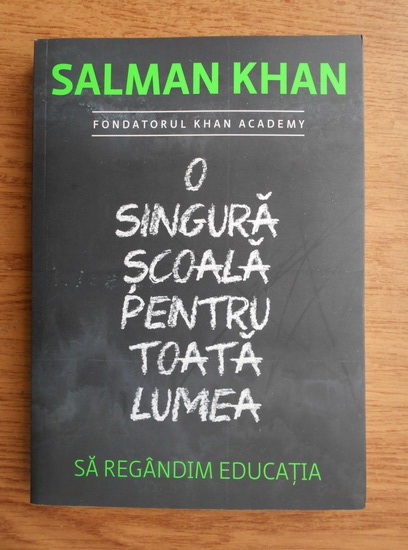 SALMAN KHAN
FONDATORUL KHAN ACADEMY
O
SINGURĂ
ȘCOALĂ
PENTRU
TOATĂ
LUMEA
SĂ REGÂNDIM EDUCAȚIA